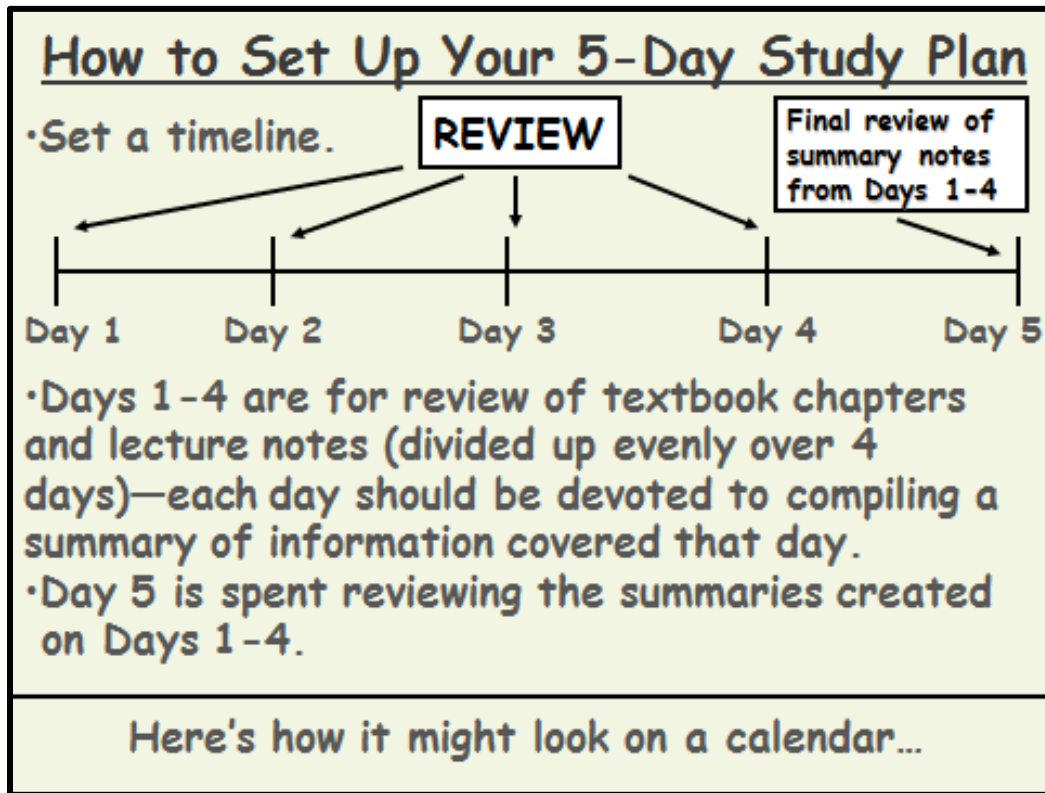 How to Set Up Your 5-Day Study Plan
•Set a timeline.
REVIEW
Final review of
summary notes
from Days 1-4
Day 1
Day 2
Day 3
Day 4
Day 5
•Days 1-4 are for review of textbook chapters
and lecture notes (divided up evenly over 4
days)—each day should be devoted to compiling a
summary of information covered that day.
•Day 5 is spent reviewing the summaries created
on Days 1-4.
Here's how it might look on a calendar…